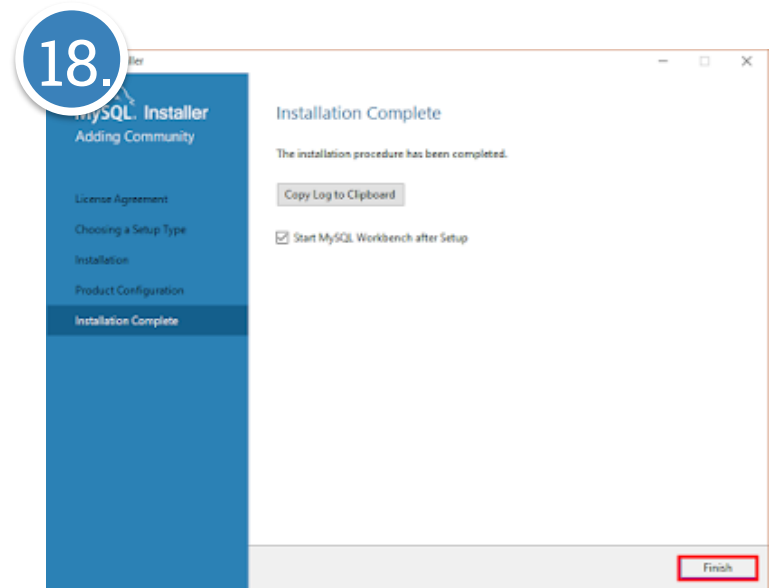 18.
ller
MySQL. Installer
Adding Community
License Agreement
Choosing a Setup Type
Installation
Product Configuration
Installation Complete
Installation Complete
The installation procedure has been completed.
Copy Log to Clipboard
Start MySQL Workbench after Setup
Finish